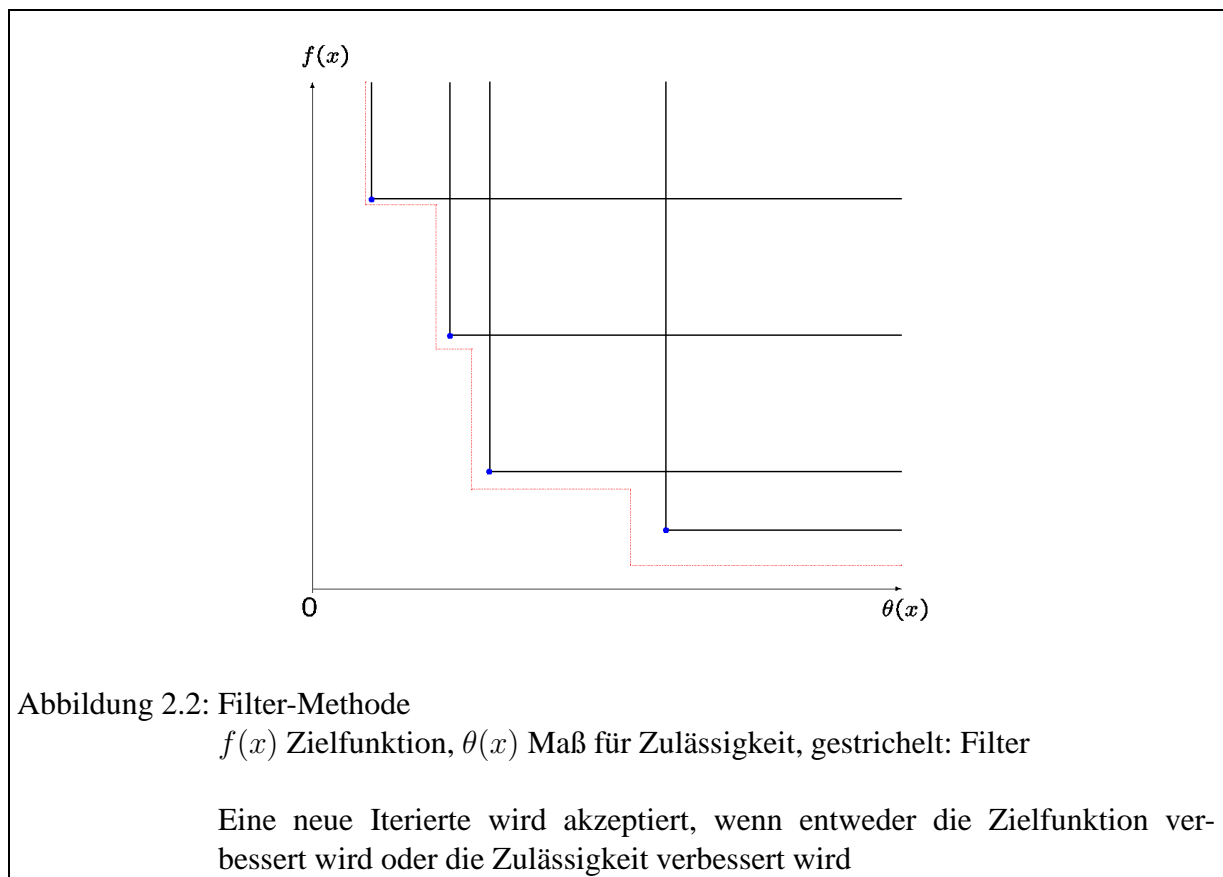 f(x)
0
θ(x)
Abbildung 2.2: Filter-Methode
f(x) Zielfunktion, θ(x) Maß für Zulässigkeit, gestrichelt: Filter
Eine neue Iterierte wird akzeptiert, wenn entweder die Zielfunktion ver-
bessert wird oder die Zulässigkeit verbessert wird